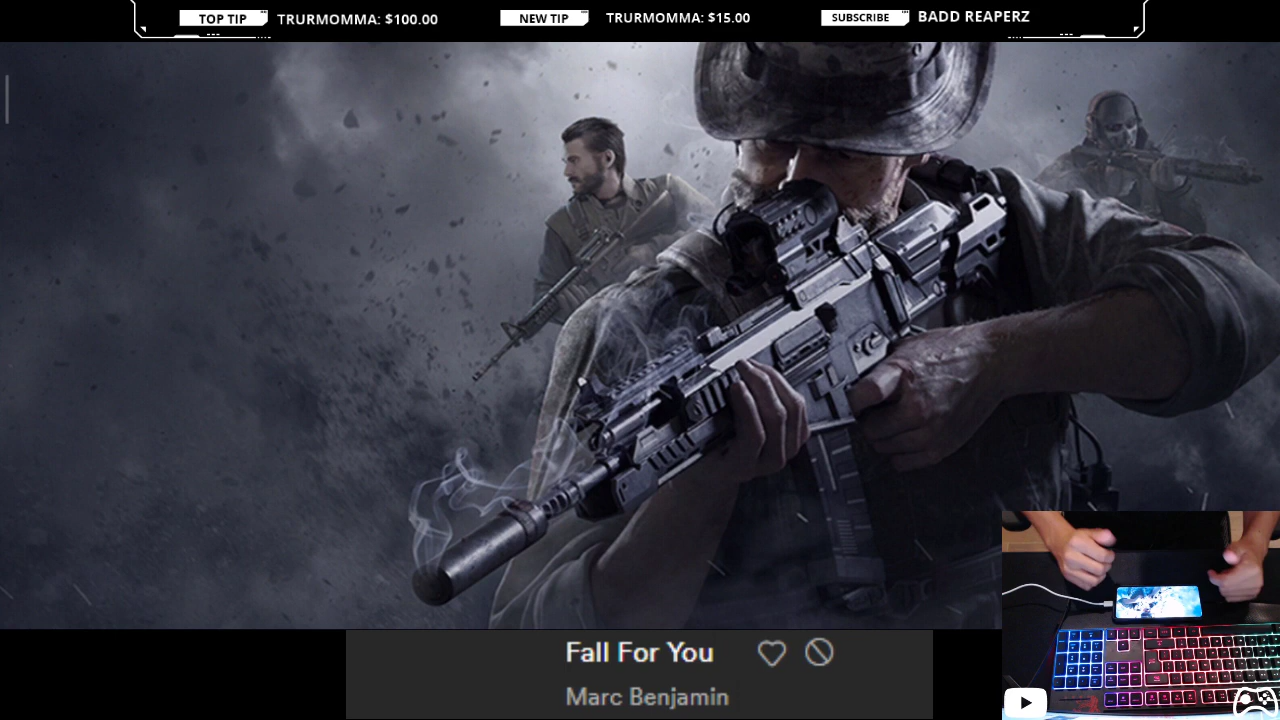 TOP TIP TRURMOMMA: $100.00 NEW TIP TRURMOMMA: $15.00 SUBSCRIBE BADD REAPERZ
Fall For You
Marc Benjamin